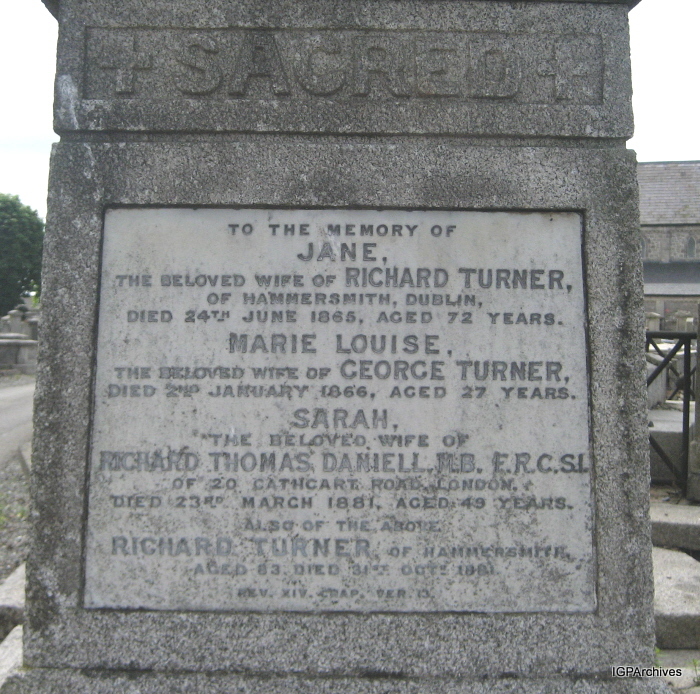 + SACRED +
TO THE MEMORY OF
JANE,
THE BELOVED WIFE OF RICHARD TURNER,
OF HAMMERSMITH, DUBLIN,
DIED 24TH JUNE 1865, AGED 72 YEARS.
MARIE LOUISE,
THE BELOVED WIFE OF GEORGE TURNER,
DIED 2ND JANUARY 1866, AGED 27 YEARS.
SARAH,
THE BELOVED WIFE OF
RICHARD THOMAS DANIELL, M.B. F.R.C.S.I.
OF 20 CATHCART ROAD, LONDON.
DIED 23RD MARCH 1881, AGED 49 YEARS.
ALSO OF THE ABOVE
RICHARD TURNER, OF HAMMERSMITH,
AGED 83, DIED 31ST OCTR 1881.
REV. XIV. CHAP. VER. 13.
IGPArchives